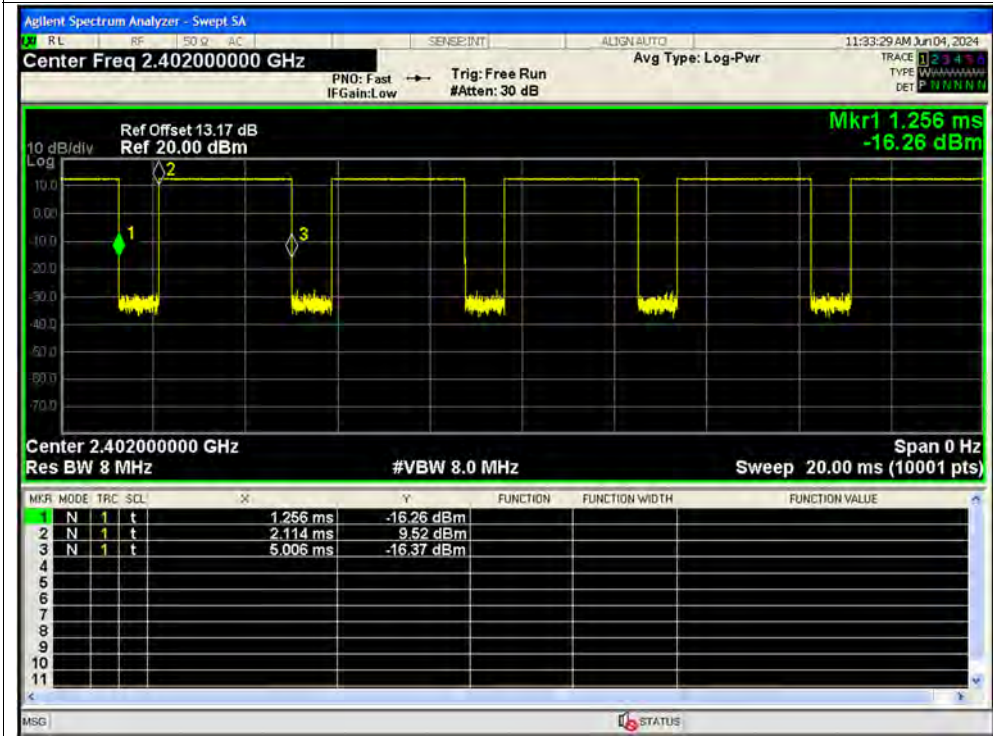 Agilent Spectrum Analyzer - Swept SA
RL RF 50 Ω AC SENSE:INT ALIGN AUTO 11:33:29 AM Jun 04, 2024
Center Freq 2.402000000 GHz Avg Type: Log-Pwr TRACE 1 2 3 4 5 6
PNO: Fast Trig: Free Run TYPE
IFGain:Low #Atten: 30 dB DET P N N N N N
Mkr1 1.256 ms
Ref Offset 13.17 dB
10 dB/div Ref 20.00 dBm -16.26 dBm
Log
2
10.0
0.00
1
3
-10.0
-20.0
-30.0
-40.0
-50.0
-60.0
-70.0
Center 2.402000000 GHz Span 0 Hz
Res BW 8 MHz #VBW 8.0 MHz Sweep 20.00 ms (10001 pts)
MKR MODE TRC SCL X Y FUNCTION FUNCTION WIDTH FUNCTION VALUE
1 N 1 t 1.256 ms -16.26 dBm
2 N 1 t 2.114 ms 9.52 dBm
3 N 1 t 5.006 ms -16.37 dBm
4
5
6
7
8
9
10
11
MSG STATUS